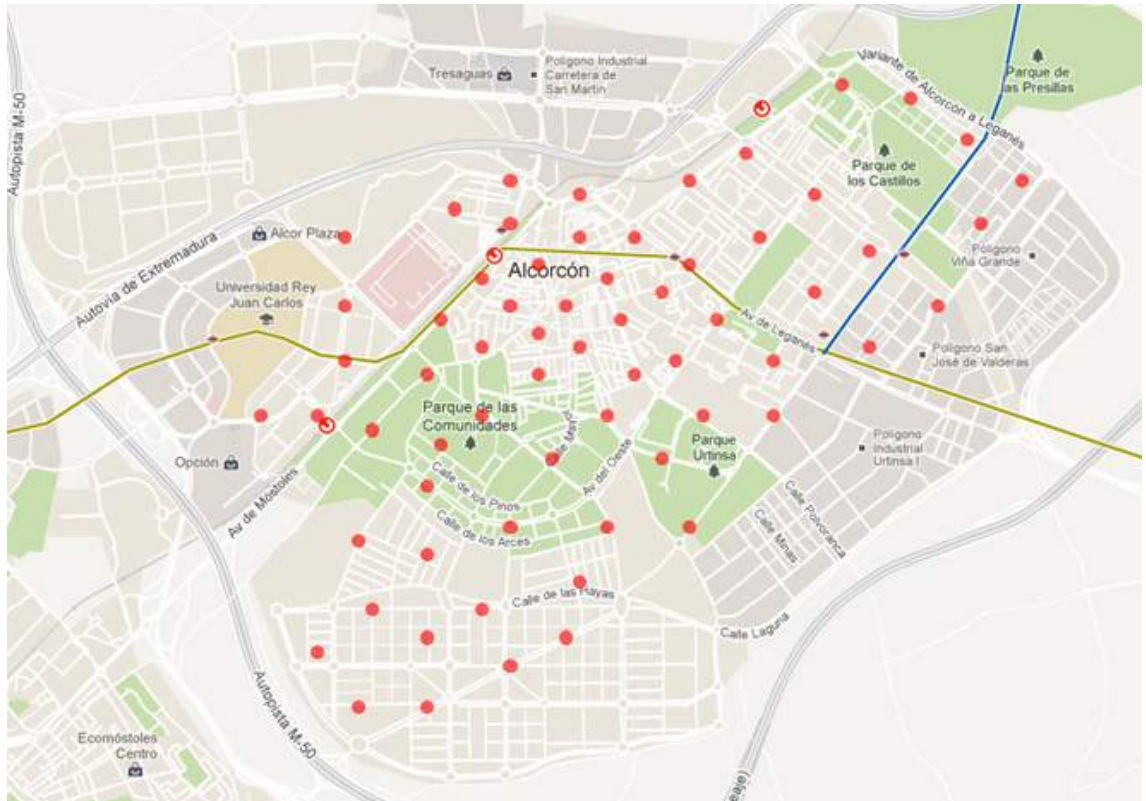 Tresaguas
Polígono Industrial
Carretera de
San Martin
Variante de Alcorcón a Leganés
Parque de
las Presillas
Parque de
los Castillos
Autopista M-50
Alcor Plaza
Autovía de Extremadura
Universidad Rey
Juan Carlos
Alcorcón
Polígono
Viña Grande
Av de Leganés
Polígono San
José de Valderas
Parque de las
Comunidades
Calle Mayor
Av del Oeste
Parque
Urtinsa
Polígono
Industrial
Urtinsa I
Opción
Av de Móstoles
Calle de los Pinos
Calle de los Arces
Calle Polvoranca
Calle Minas
Calle de las Hayas
Calle Laguna
Autopista M-50
Ecomóstoles
Centro
eaje)